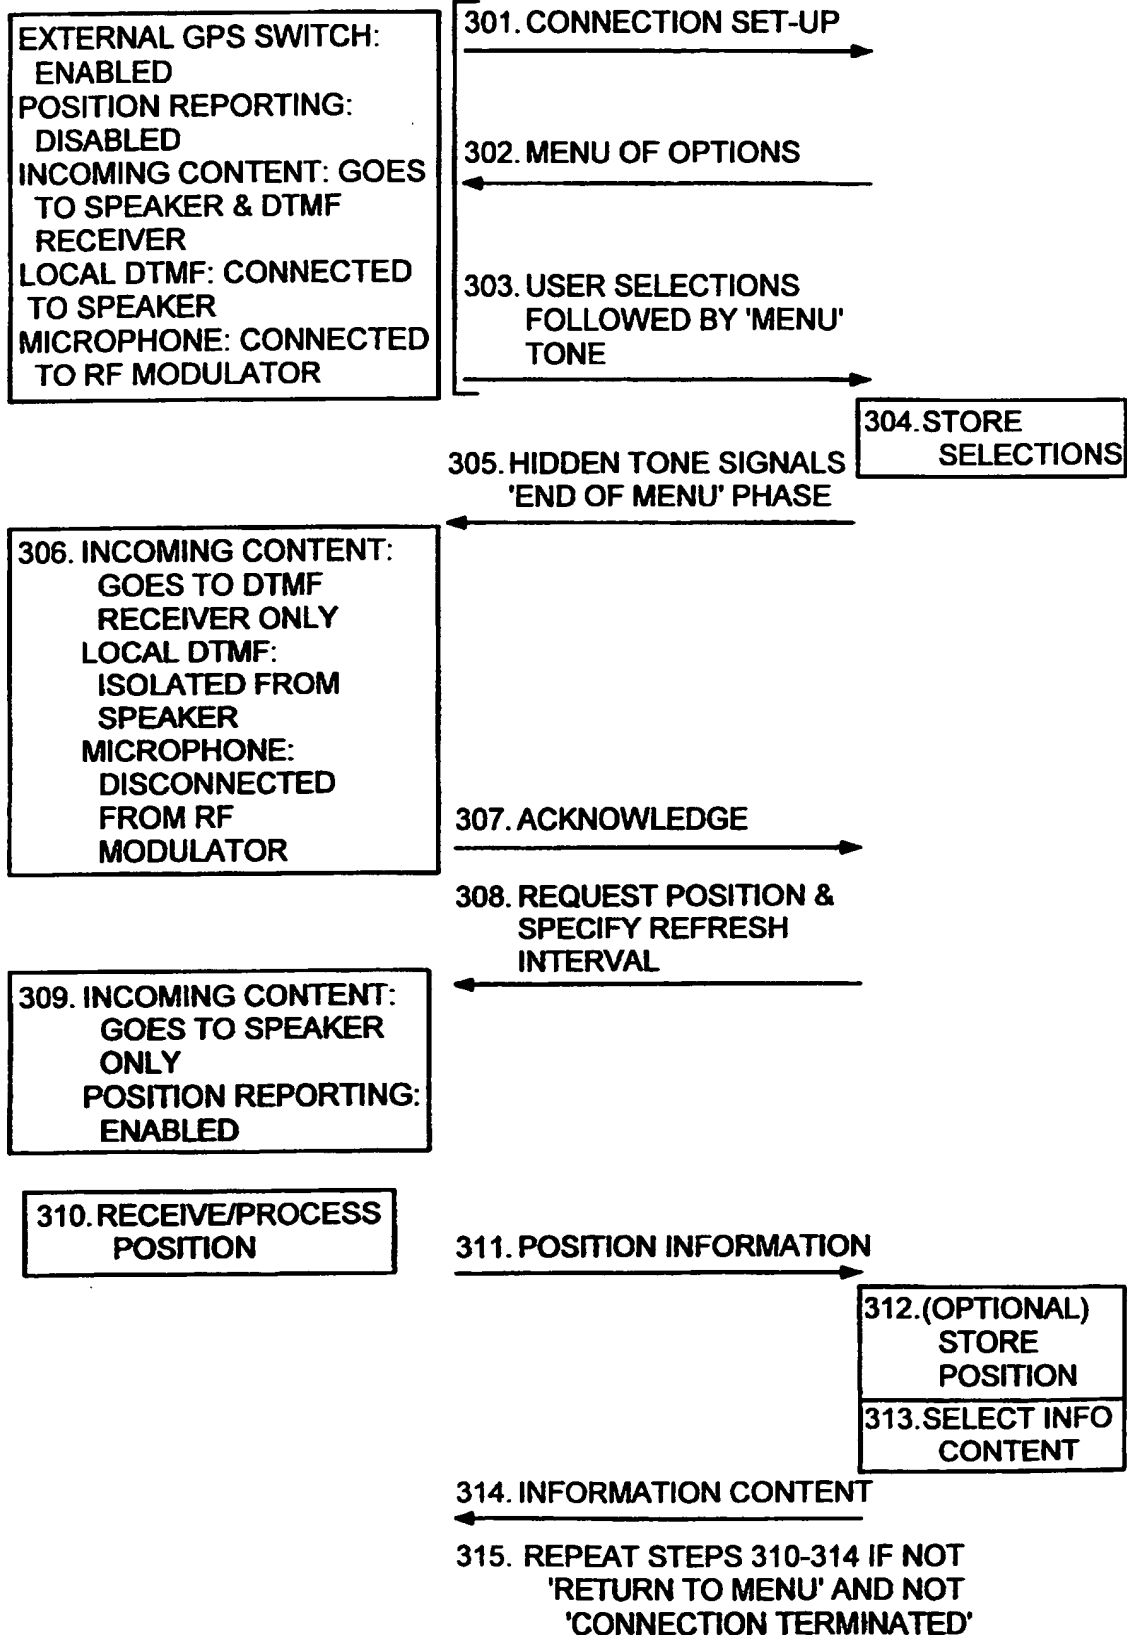 EXTERNAL GPS SWITCH:
ENABLED
POSITION REPORTING:
DISABLED
INCOMING CONTENT: GOES
TO SPEAKER & DTMF
RECEIVER
LOCAL DTMF: CONNECTED
TO SPEAKER
MICROPHONE: CONNECTED
TO RF MODULATOR
301. CONNECTION SET-UP
302. MENU OF OPTIONS
303. USER SELECTIONS
FOLLOWED BY 'MENU'
TONE
304. STORE
SELECTIONS
305. HIDDEN TONE SIGNALS
'END OF MENU' PHASE
306. INCOMING CONTENT:
GOES TO DTMF
RECEIVER ONLY
LOCAL DTMF:
ISOLATED FROM
SPEAKER
MICROPHONE:
DISCONNECTED
FROM RF
MODULATOR
307. ACKNOWLEDGE
308. REQUEST POSITION &
SPECIFY REFRESH
INTERVAL
309. INCOMING CONTENT:
GOES TO SPEAKER
ONLY
POSITION REPORTING:
ENABLED
310. RECEIVE/PROCESS
POSITION
311. POSITION INFORMATION
312. (OPTIONAL)
STORE
POSITION
313. SELECT INFO
CONTENT
314. INFORMATION CONTENT
315. REPEAT STEPS 310-314 IF NOT
'RETURN TO MENU' AND NOT
'CONNECTION TERMINATED'